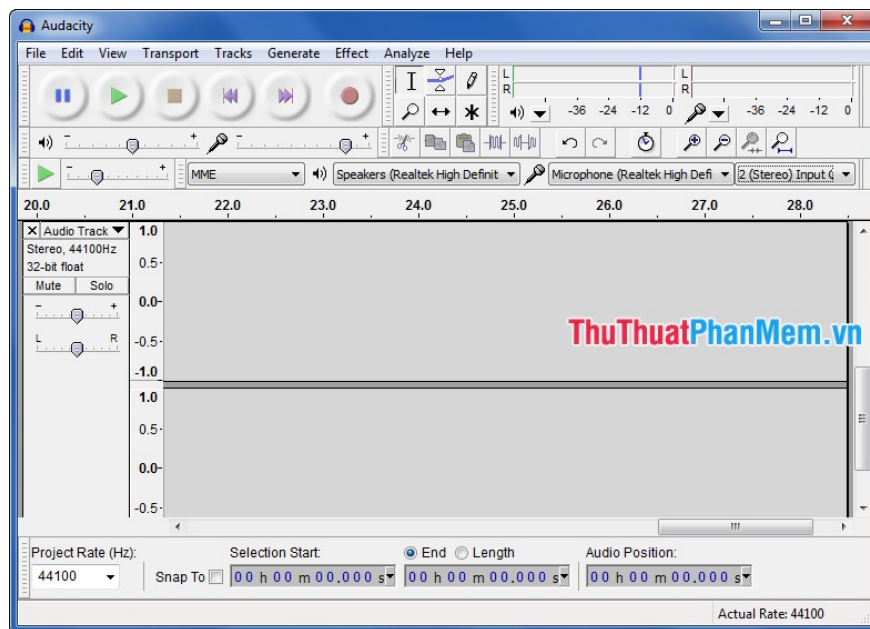 Audacity
File Edit View Transport Tracks Generate Effect Analyze Help
L
R
-36 -24 -12 0
L
R
-36 -24 -12 0
- +
- +
- +
MME
Speakers (Realtek High Definit
Microphone (Realtek High Defi
2 (Stereo) Input
20.0 21.0 22.0 23.0 24.0 25.0 26.0 27.0 28.0
X Audio Track
Stereo, 44100Hz
32-bit float
Mute Solo
- +
L R
1.0
0.5-
0.0-
-0.5-
-1.0
1.0
0.5-
0.0-
-0.5-
ThuThuatPhanMem.vn
Project Rate (Hz):
44100
Snap To
Selection Start:
00 h 00 m 00.000 s
End Length
00 h 00 m 00.000 s
Audio Position:
00 h 00 m 00.000 s
Actual Rate: 44100